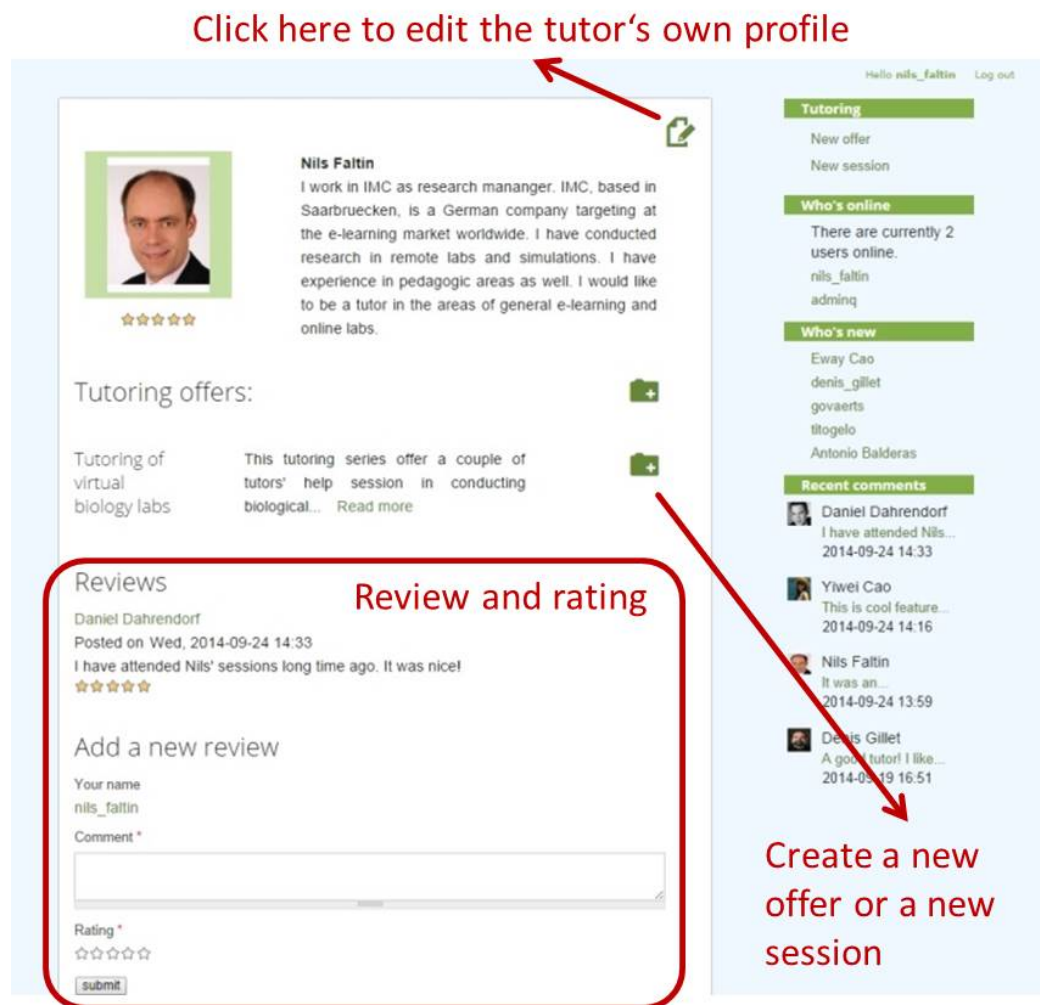 Click here to edit the tutor‘s own profile
Hello nils_faltin Log out
Nils Faltin
I work in IMC as research mananger. IMC, based in
Saarbruecken, is a German company targeting at
the e-learning market worldwide. I have conducted
research in remote labs and simulations. I have
experience in pedagogic areas as well. I would like
to be a tutor in the areas of general e-learning and
online labs.
Tutoring offers:
Tutoring of
virtual
biology labs
This tutoring series offer a couple of
tutors' help session in conducting
biological... Read more
Reviews
Review and rating
Daniel Dahrendorf
Posted on Wed, 2014-09-24 14:33
I have attended Nils' sessions long time ago. It was nice!
Add a new review
Your name
nils_faltin
Comment *
Rating *
submit
Tutoring
New offer
New session
Who's online
There are currently 2
users online.
nils_faltin
adminq
Who's new
Eway Cao
denis_gillet
govaerts
titogelo
Antonio Balderas
Recent comments
Daniel Dahrendorf
I have attended Nils...
2014-09-24 14:33
Yiwei Cao
This is cool feature...
2014-09-24 14:16
Nils Faltin
It was an...
2014-09-24 13:59
Denis Gillet
A good tutor! I like...
2014-09-19 16:51
Create a new
offer or a new
session